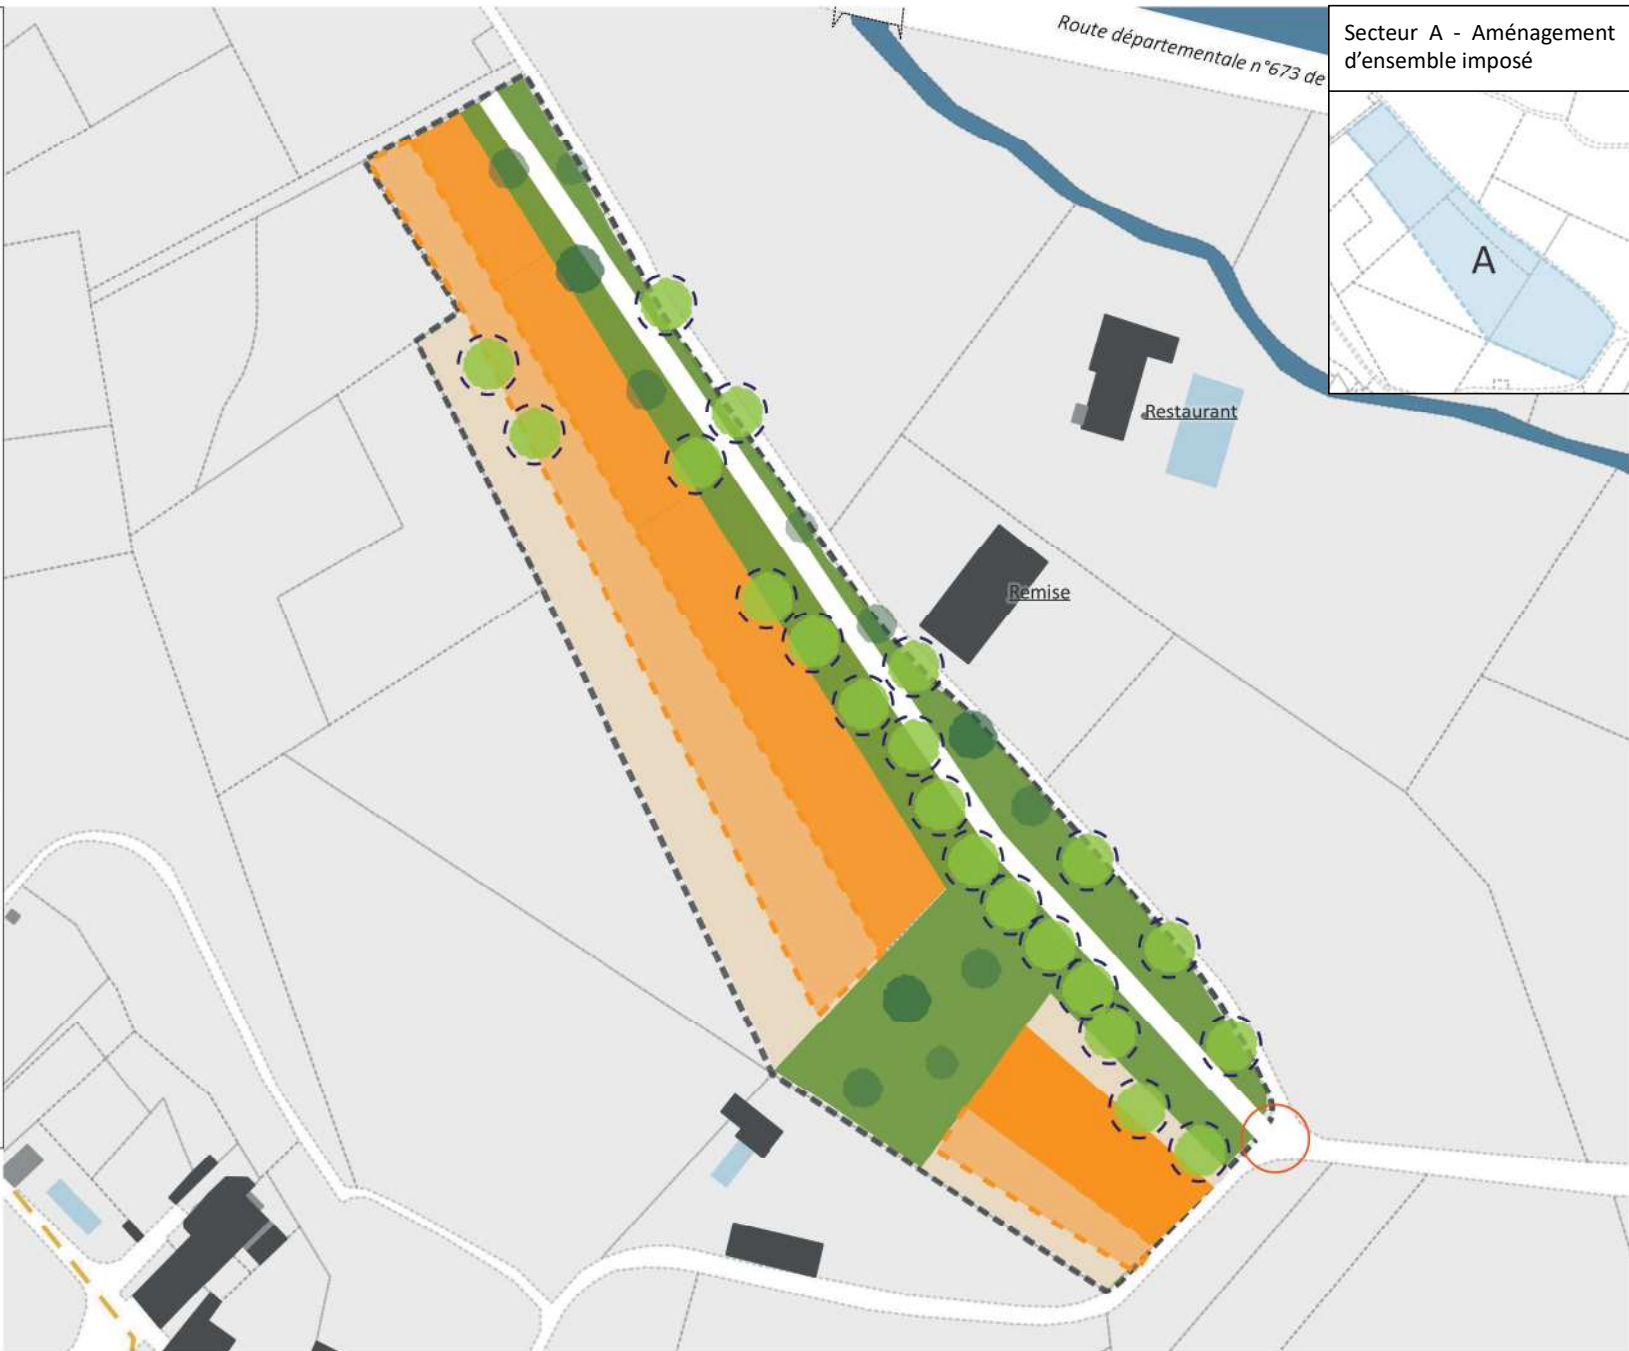 Route départementale n°673 de
Secteur A - Aménagement
d’ensemble imposé
A
Restaurant
Remise